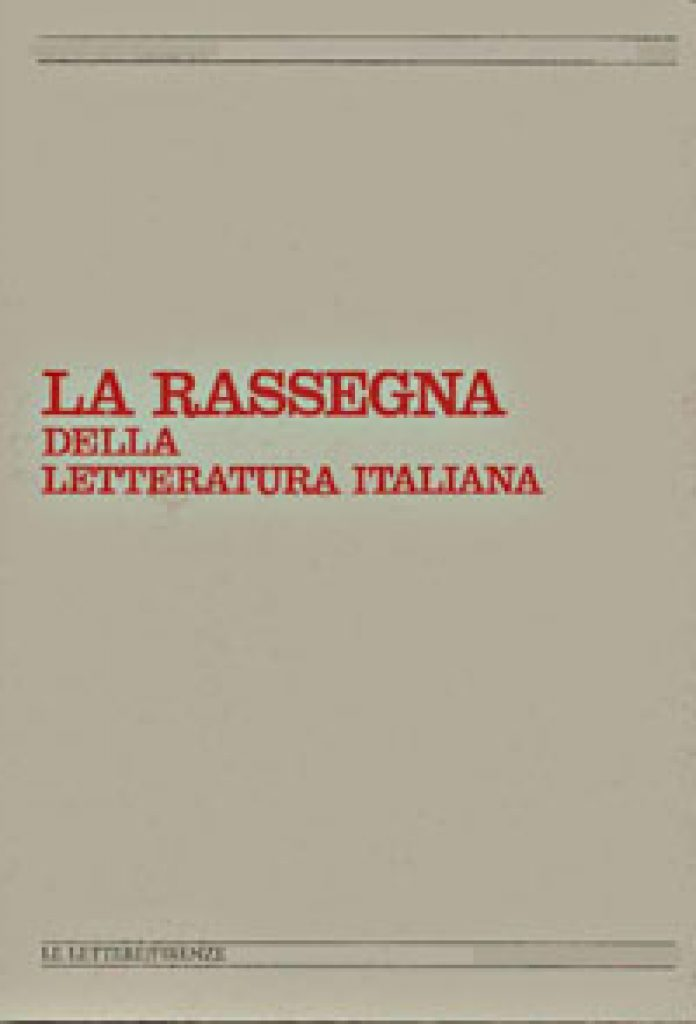 LA RASSEGNA
DELLA
LETTERATURA ITALIANA
LE LETTERE/FIRENZE